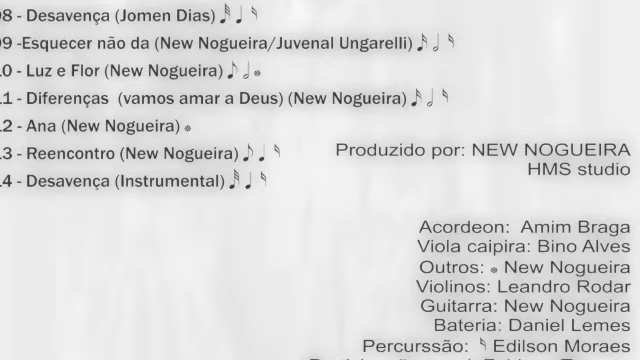 08 - Desavença (Jomen Dias)
09 -Esquecer não da (New Nogueira/Juvenal Ungarelli)
10 - Luz e Flor (New Nogueira)
11 - Diferenças (vamos amar a Deus) (New Nogueira)
12 - Ana (New Nogueira)
13 - Reencontro (New Nogueira)
14 - Desavença (Instrumental)
Produzido por: NEW NOGUEIRA
HMS studio
Acordeon: Amim Braga
Viola caipira: Bino Alves
Outros: New Nogueira
Violinos: Leandro Rodar
Guitarra: New Nogueira
Bateria: Daniel Lemes
Percurssão: Edilson Moraes